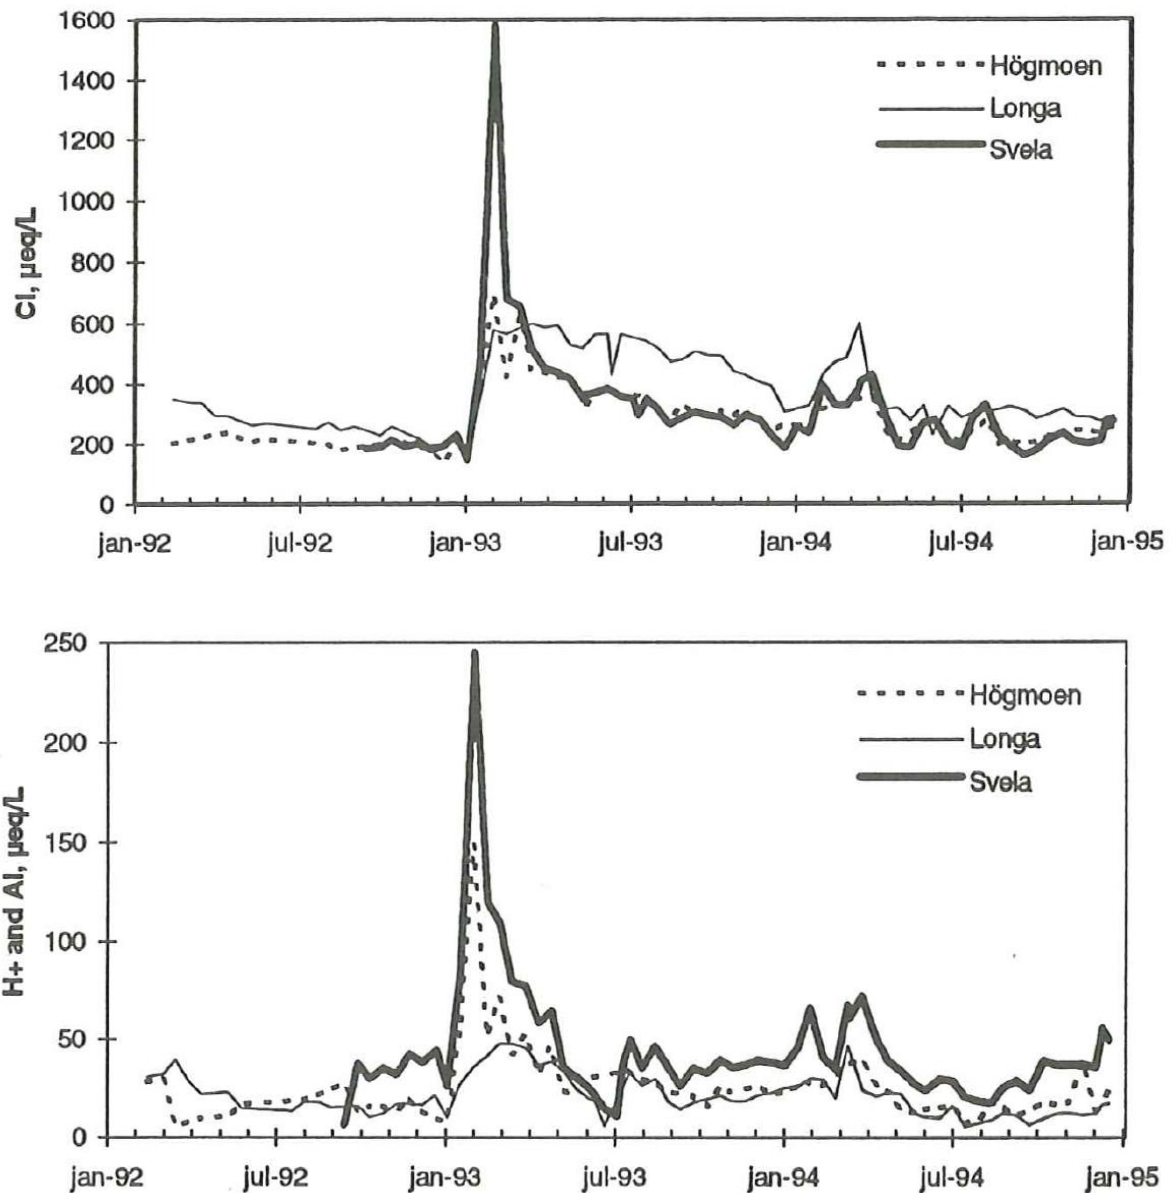 1600
1400
1200
1000
800
600
400
200
0
Cl, µeq/L
Högmoen
Longa
Svela
jan-92 jul-92 jan-93 jul-93 jan-94 jul-94 jan-95
250
200
150
100
50
0
H+ and Al, µeq/L
Högmoen
Longa
Svela
jan-92 jul-92 jan-93 jul-93 jan-94 jul-94 jan-95